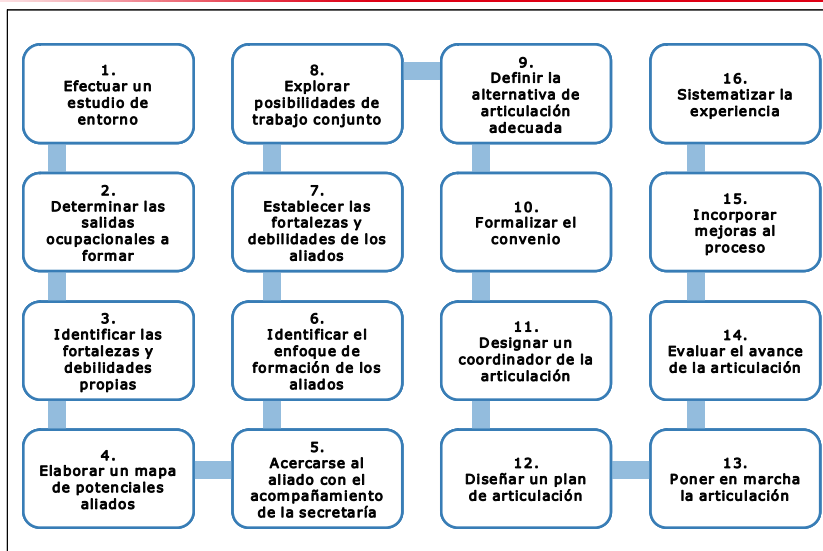 1.
Efectuar un
estudio de
entorno
2.
Determinar las
salidas
ocupacionales a
formar
3.
Identificar las
fortalezas y
debilidades
propias
4.
Elaborar un mapa
de potenciales
aliados
5.
Acercarse al
aliado con el
acompañamiento
de la secretaría
6.
Identificar el
enfoque de
formación de los
aliados
7.
Establecer las
fortalezas y
debilidades de los
aliados
8.
Explorar
posibilidades de
trabajo conjunto
9.
Definir la
alternativa de
articulación
adecuada
10.
Formalizar el
convenio
11.
Designar un
coordinador de la
articulación
12.
Diseñar un plan
de articulación
13.
Poner en marcha
la articulación
14.
Evaluar el avance
de la articulación
15.
Incorporar
mejoras al
proceso
16.
Sistematizar la
experiencia